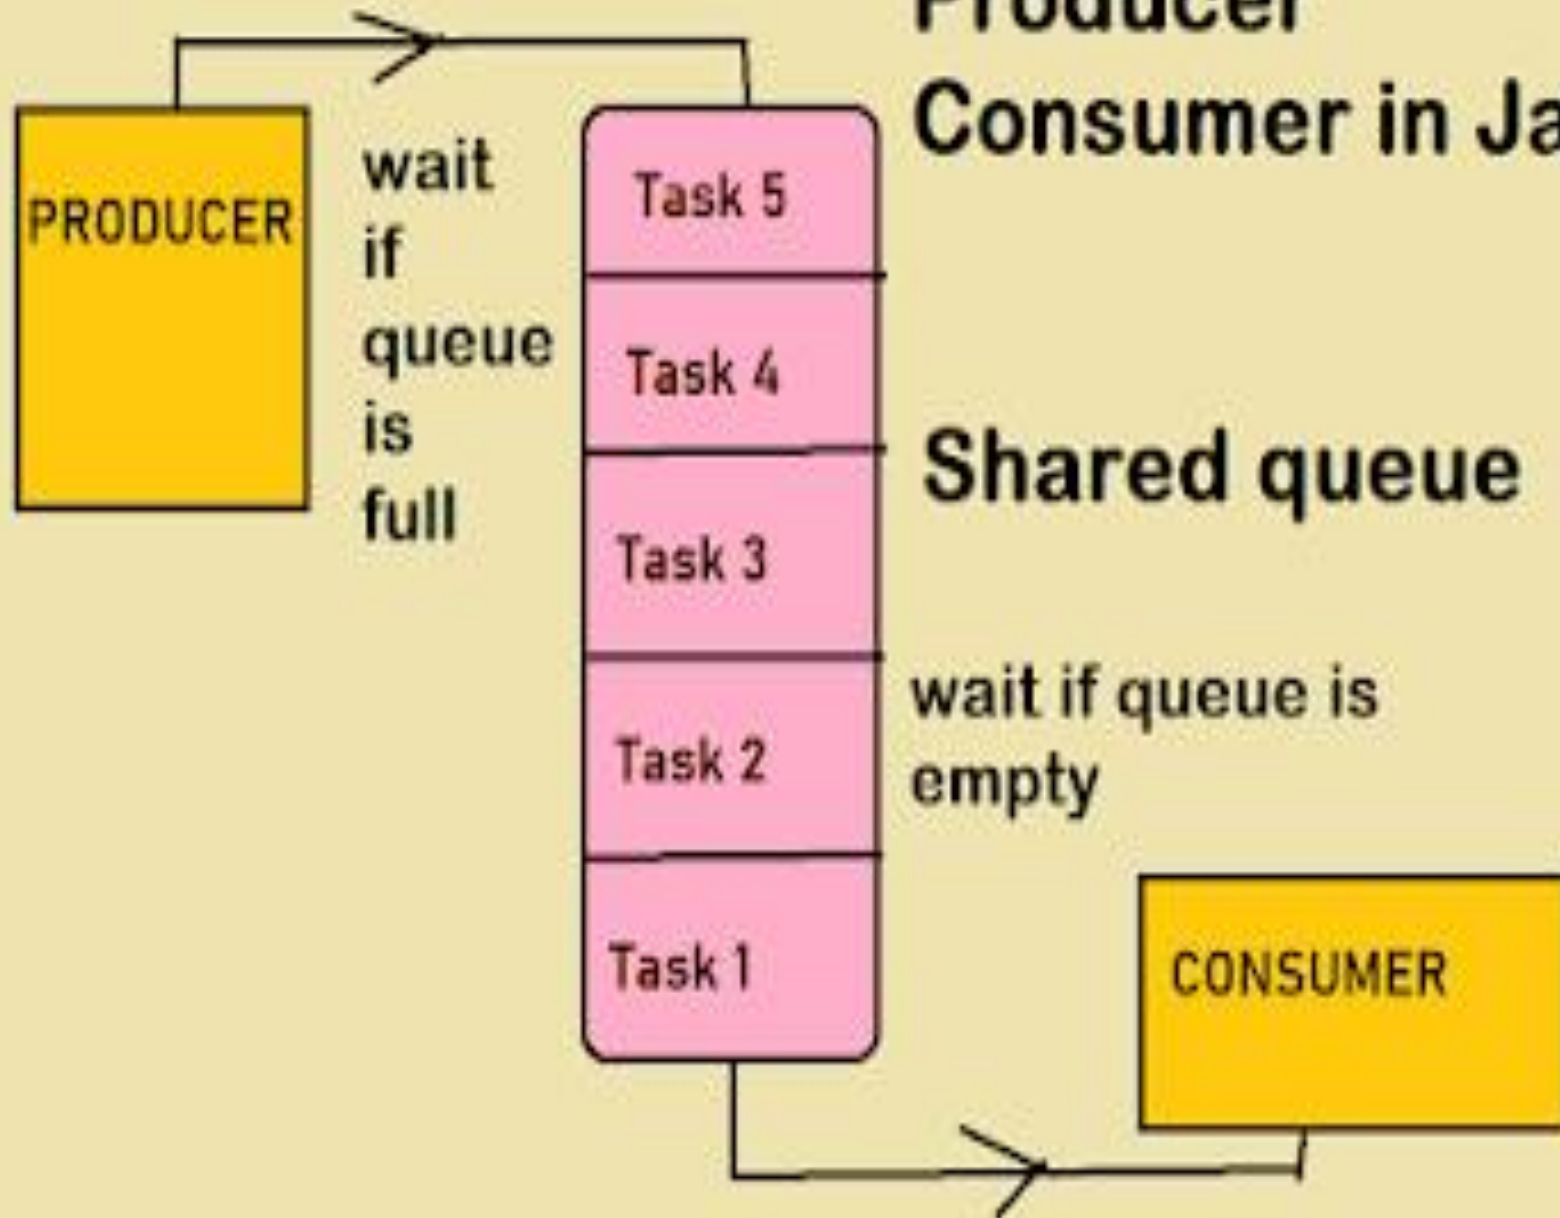 Producer
Consumer in Ja
PRODUCER
wait
if
queue
is
full
Task 5
Task 4
Shared queue
Task 3
wait if queue is
empty
Task 2
Task 1
CONSUMER